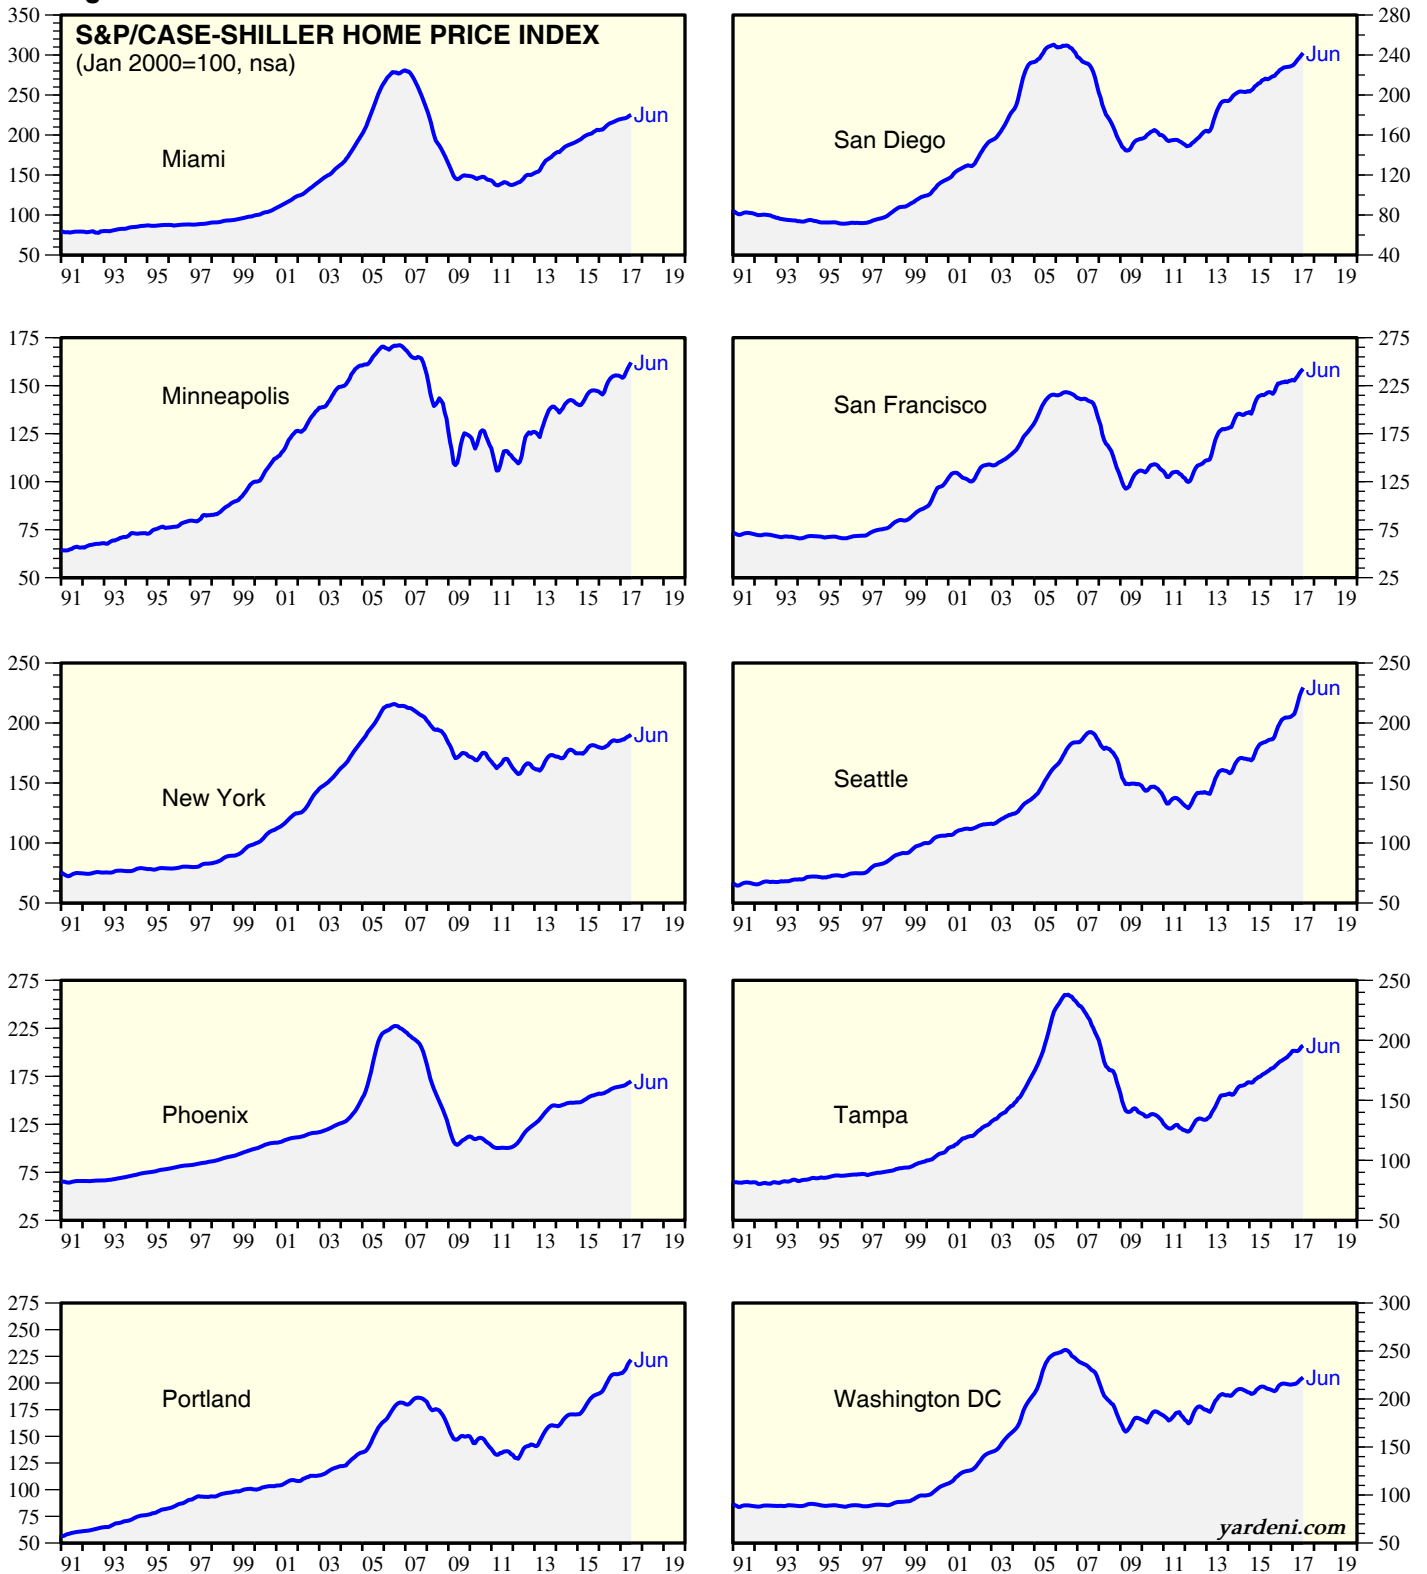 S&P/CASE-SHILLER HOME PRICE INDEX
(Jan 2000=100, nsa)
350
300
250
200
150
100
50
Miami
Jun
91 93 95 97 99 01 03 05 07 09 11 13 15 17 19
280
240
200
160
120
80
40
San Diego
Jun
91 93 95 97 99 01 03 05 07 09 11 13 15 17 19
175
150
125
100
75
50
Minneapolis
Jun
91 93 95 97 99 01 03 05 07 09 11 13 15 17 19
275
225
175
125
75
25
San Francisco
Jun
91 93 95 97 99 01 03 05 07 09 11 13 15 17 19
250
200
150
100
50
New York
Jun
91 93 95 97 99 01 03 05 07 09 11 13 15 17 19
250
200
150
100
50
Seattle
Jun
91 93 95 97 99 01 03 05 07 09 11 13 15 17 19
275
225
175
125
75
25
Phoenix
Jun
91 93 95 97 99 01 03 05 07 09 11 13 15 17 19
250
200
150
100
50
Tampa
Jun
91 93 95 97 99 01 03 05 07 09 11 13 15 17 19
275
250
225
200
175
150
125
100
75
50
Portland
Jun
91 93 95 97 99 01 03 05 07 09 11 13 15 17 19
300
250
200
150
100
50
Washington DC
Jun
yardeni.com
91 93 95 97 99 01 03 05 07 09 11 13 15 17 19